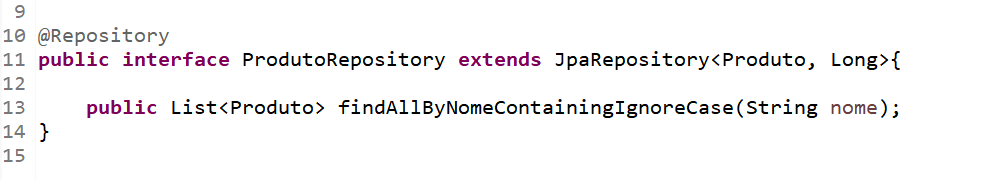 9
10 @Repository
11 public interface ProdutoRepository extends JpaRepository<Produto, Long>{
12
13     public List<Produto> findAllByNomeContainingIgnoreCase(String nome);
14 }
15